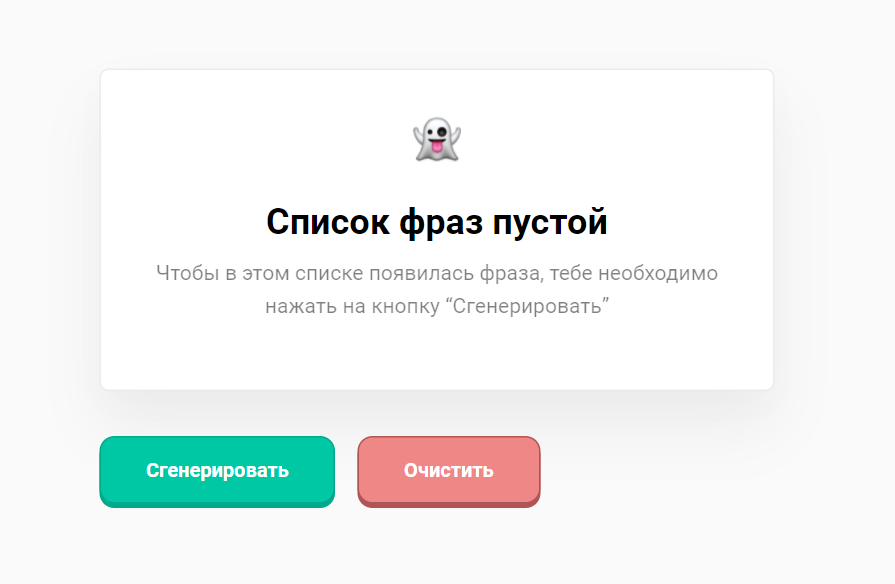 Список фраз пустой
Чтобы в этом списке появилась фраза, тебе необходимо
нажать на кнопку “Сгенерировать”
Сгенерировать
Очистить